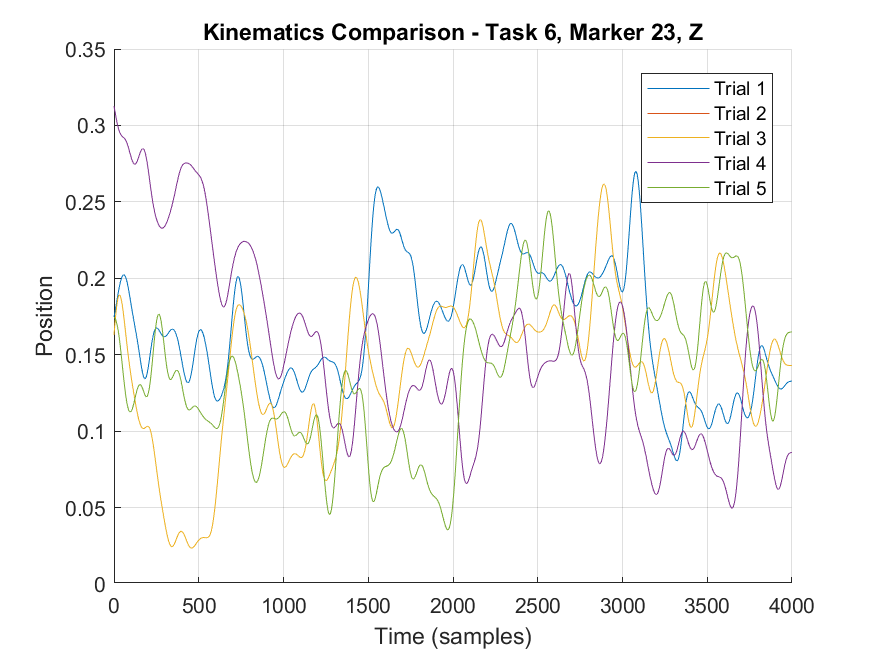 Kinematics Comparison - Task 6, Marker 23, Z
0.35
0.3
0.25
0.2
0.15
0.1
0.05
0
Position
0 500 1000 1500 2000 2500 3000 3500 4000
Time (samples)
Trial 1
Trial 2
Trial 3
Trial 4
Trial 5